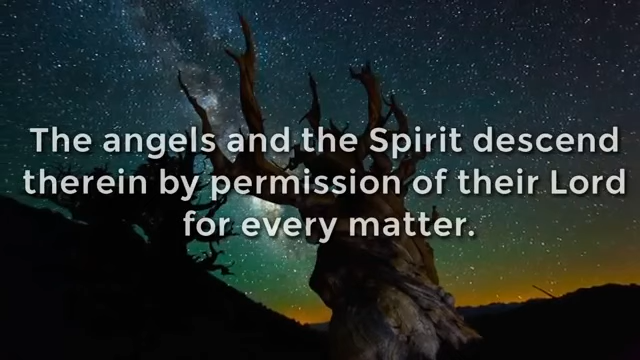 The angels and the Spirit descend
therein by permission of their Lord
for every matter.